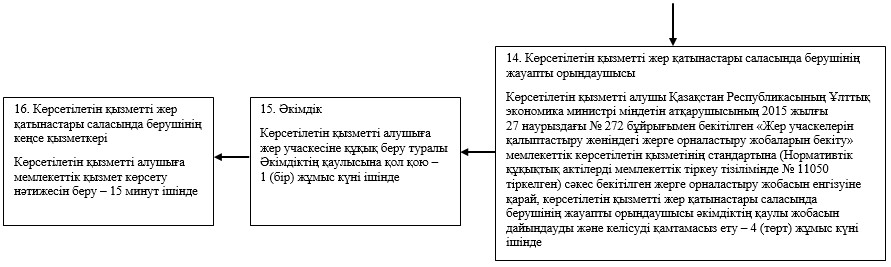 14. Көрсетілетін қызметті жер қатынастары саласында берушінің
жауапты орындаушысы
Көрсетілетін қызметті алушы Қазақстан Республикасының Ұлттық
экономика министрі міндетін атқарушысының 2015 жылғы
27 наурыздағы № 272 бұйрығымен бекітілген «Жер учаскелерін
қалыптастыру жөніндегі жерге орналастыру жобаларын бекіту»
мемлекеттік көрсетілетін қызметінің стандартына (Нормативтік
құқықтық актілерді мемлекеттік тіркеу тізілімінде № 11050
тіркелген) сәкес бекітілген жерге орналастыру жобасын енгізуіне
қарай, көрсетілетін қызметті жер қатынастары саласында
берушінің жауапты орындаушысы әкімдіктің қаулы жобасын
дайындауды және келісуді қамтамасыз ету – 4 (төрт) жұмыс күні
ішінде
15. Әкімдік
Көрсетілетін қызметті алушыға
жер учаскесіне құқық беру туралы
Әкімдіктің қаулысына қол қою –
1 (бір) жұмыс күні ішінде
16. Көрсетілетін қызметті жер
қатынастары саласында берушінің
кеңсе қызметкері
Көрсетілетін қызметті алушыға
мемлекеттік қызмет көрсету
нәтижесін беру – 15 минут ішінде